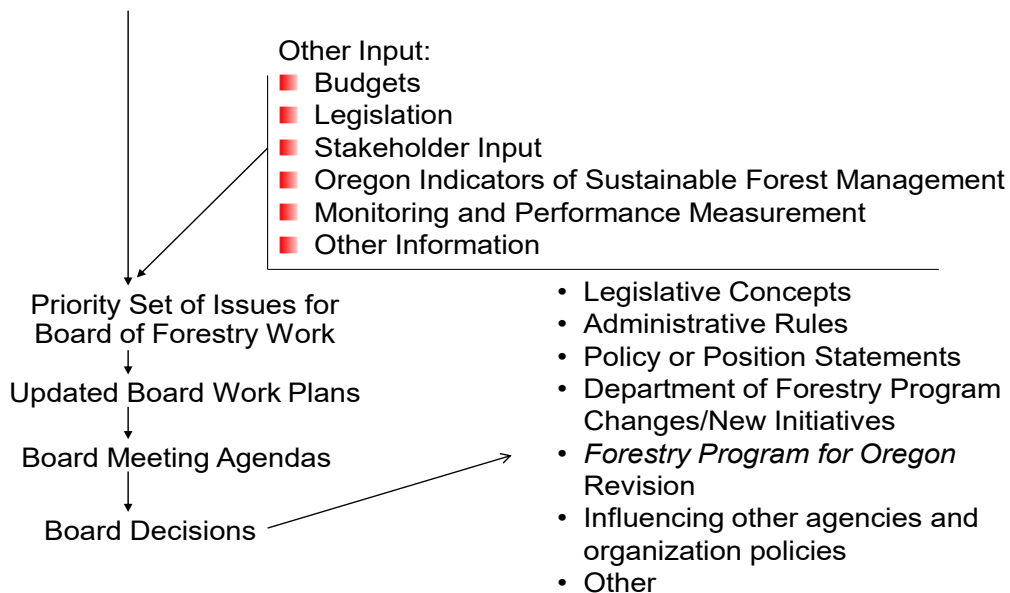 Other Input:
Budgets
Legislation
Stakeholder Input
Oregon Indicators of Sustainable Forest Management
Monitoring and Performance Measurement
Other Information
Priority Set of Issues for
Board of Forestry Work
Updated Board Work Plans
Board Meeting Agendas
Board Decisions
• Legislative Concepts
• Administrative Rules
• Policy or Position Statements
• Department of Forestry Program
Changes/New Initiatives
• Forestry Program for Oregon
Revision
• Influencing other agencies and
organization policies
• Other